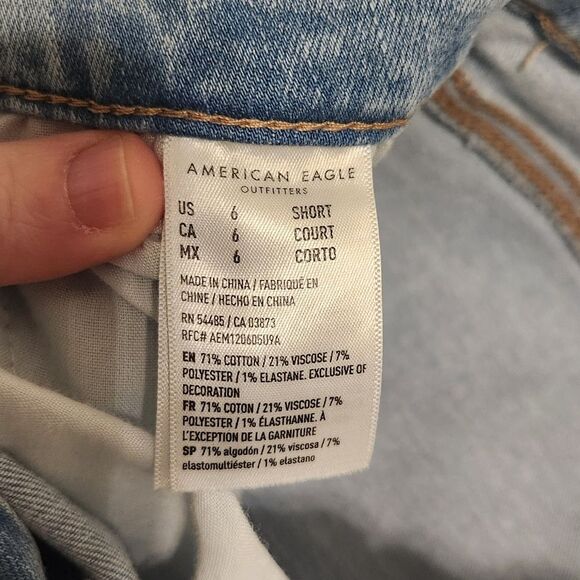 AMERICAN EAGLE
OUTFITTERS
US 6 SHORT
CA 6 COURT
MX 6 CORTO
MADE IN CHINA / FABRIQUÉ EN
CHINE / HECHO EN CHINA
RN 54485 / CA 03873
RFC# AEM120605U9A
EN 71% COTTON / 21% VISCOSE / 7%
POLYESTER / 1% ELASTANE. EXCLUSIVE OF
DECORATION
FR 71% COTON / 21% VISCOSE / 7%
POLYESTER / 1% ELASTHANNE. À
L'EXCEPTION DE LA GARNITURE
SP 71% algodón / 21% viscosa / 7%
elastomultiéster / 1% elastano